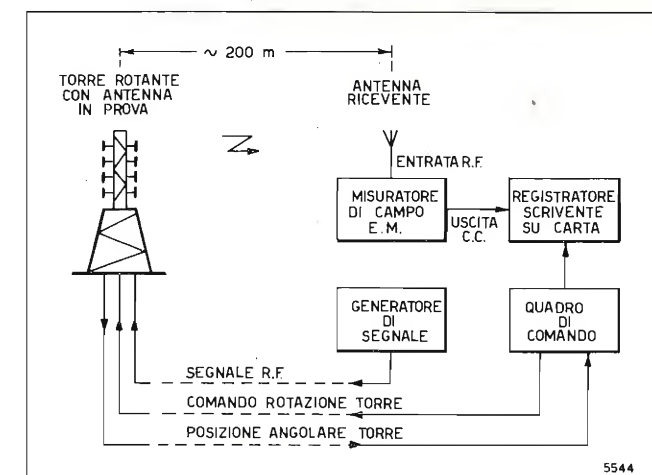 ~ 200 m
TORRE ROTANTE
CON ANTENNA
IN PROVA
ANTENNA
RICEVENTE
ENTRATA R.F.
MISURATORE
DI CAMPO
E.M.
USCITA
C.C.
REGISTRATORE
SCRIVENTE
SU CARTA
GENERATORE
DI
SEGNALE
QUADRO
DI
COMANDO
SEGNALE R.F.
COMANDO ROTAZIONE TORRE
POSIZIONE ANGOLARE TORRE
5544